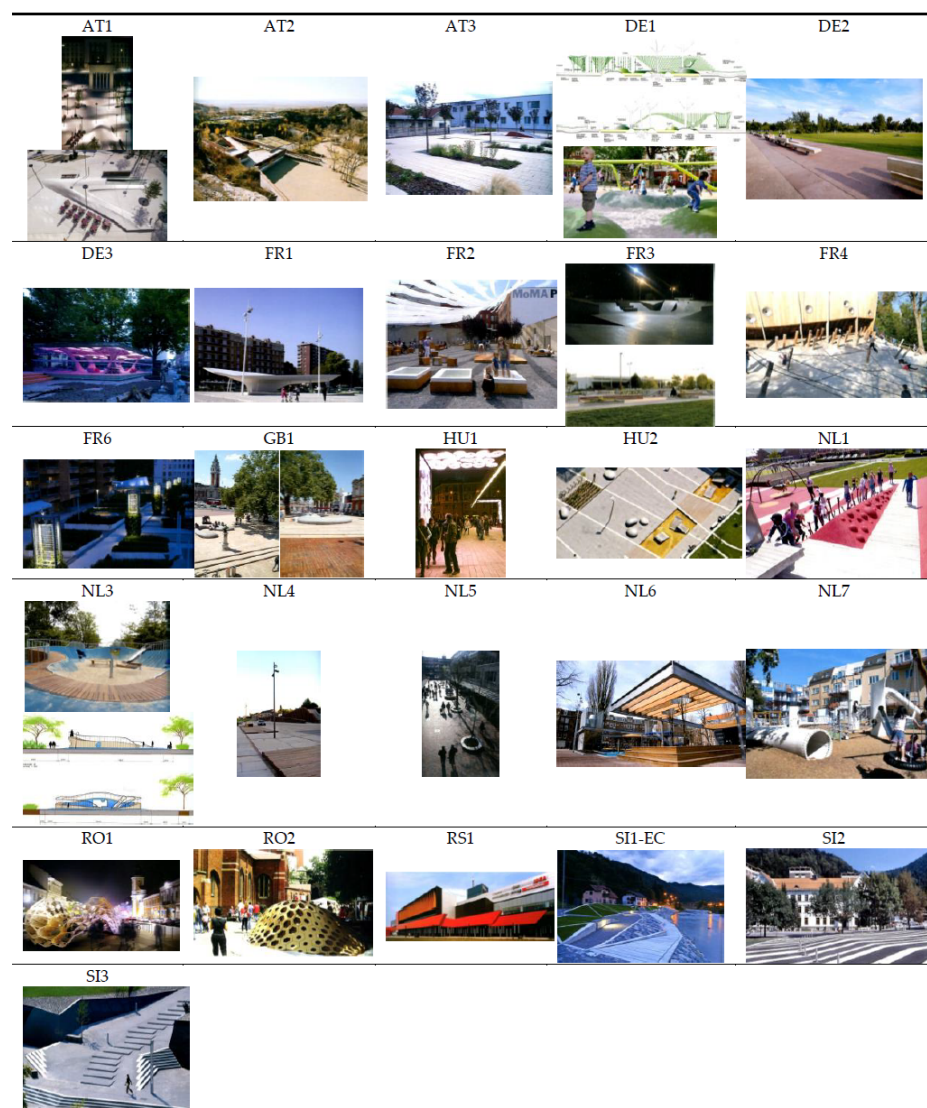 AT1 AT2 AT3 DE1 DE2
DE3 FR1 FR2 FR3 FR4
MoMA P
FR6 GB1 HU1 HU2 NL1
NL3 NL4 NL5 NL6 NL7
RO1 RO2 RS1 SI1-EC SI2
SI3